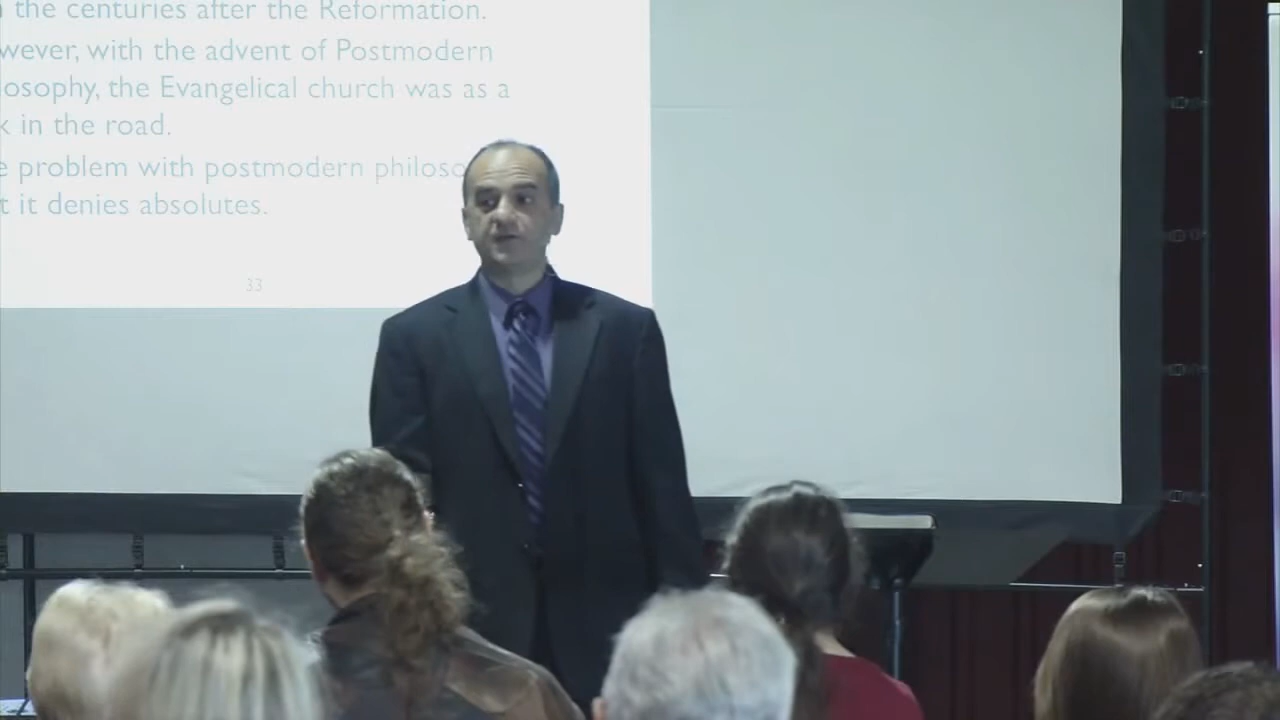 the centuries after the Reformation.
wever, with the advent of Postmodern
losophy, the Evangelical church was as a
k in the road.
e problem with postmodern philoso
t it denies absolutes.
33